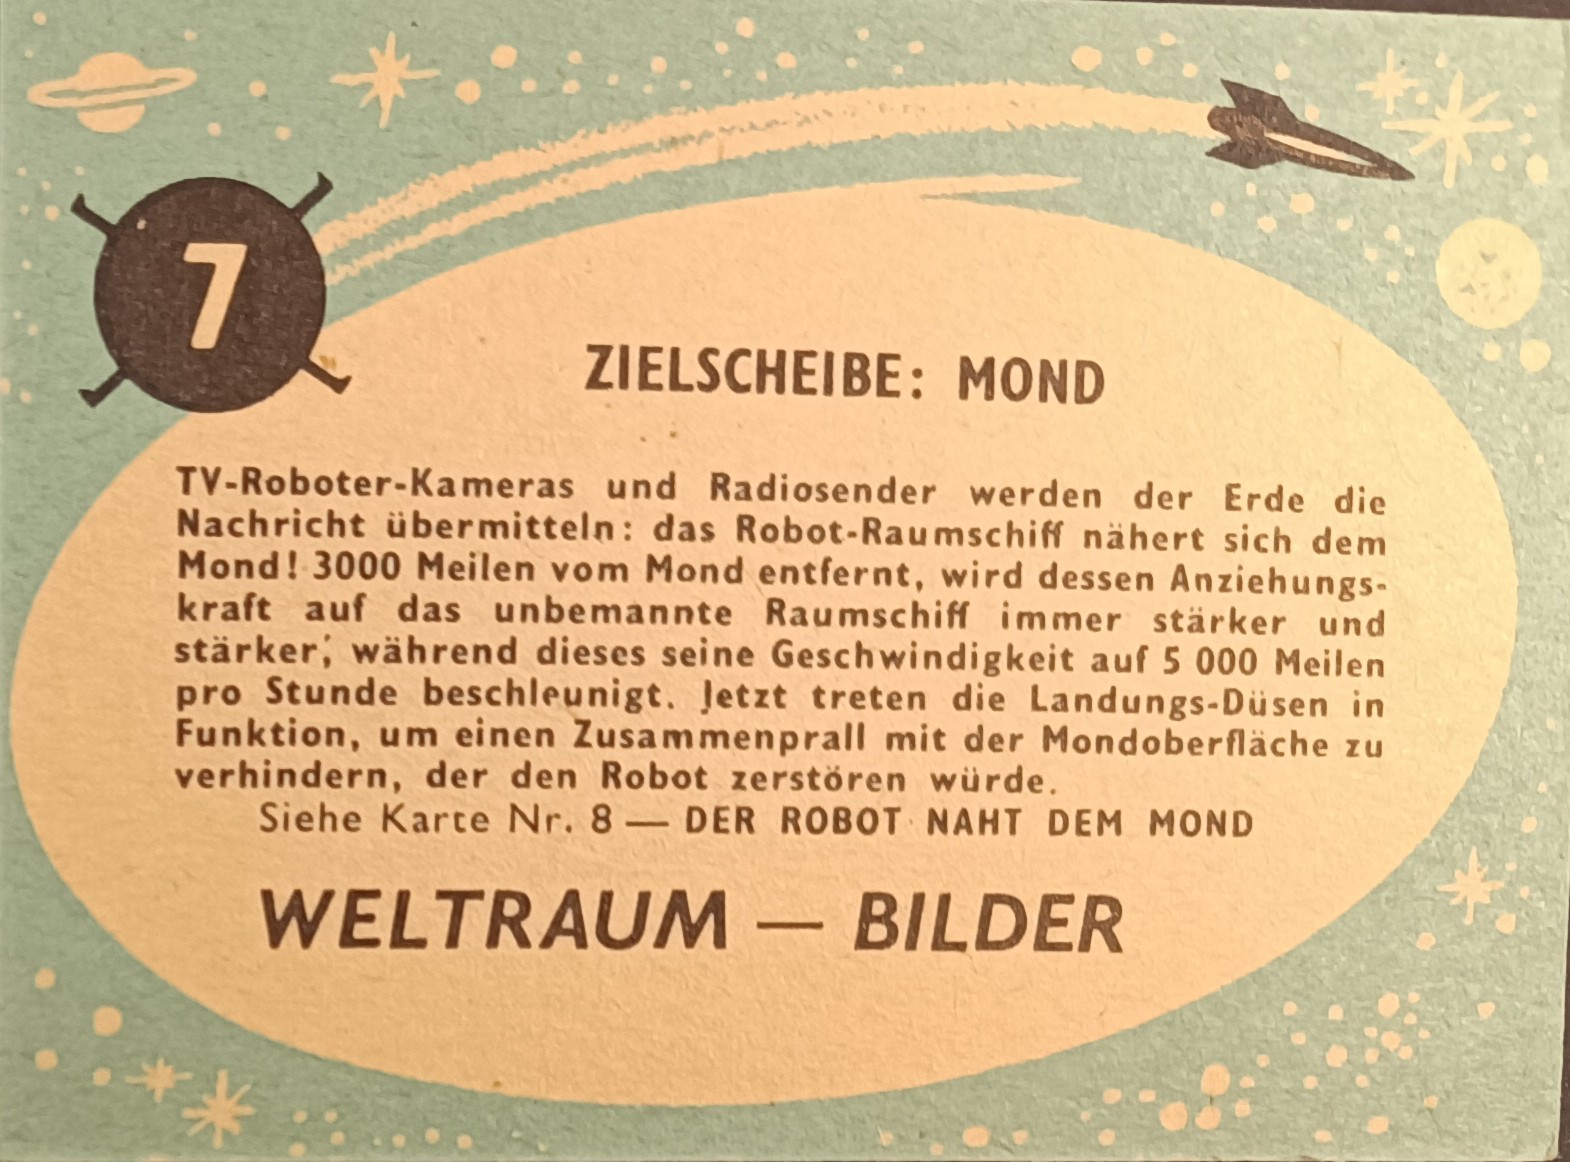 7
ZIELSCHEIBE: MOND
TV-Roboter-Kameras und Radiosender werden der Erde die
Nachricht übermitteln: das Robot-Raumschiff nähert sich dem
Mond! 3000 Meilen vom Mond entfernt, wird dessen Anziehungs-
kraft auf das unbemannte Raumschiff immer stärker und
stärker; während dieses seine Geschwindigkeit auf 5 000 Meilen
pro Stunde beschleunigt. Jetzt treten die Landungs-Düsen in
Funktion, um einen Zusammenprall mit der Mondoberfläche zu
verhindern, der den Robot zerstören würde.
Siehe Karte Nr. 8 — DER ROBOT NAHT DEM MOND
WELTRAUM — BILDER